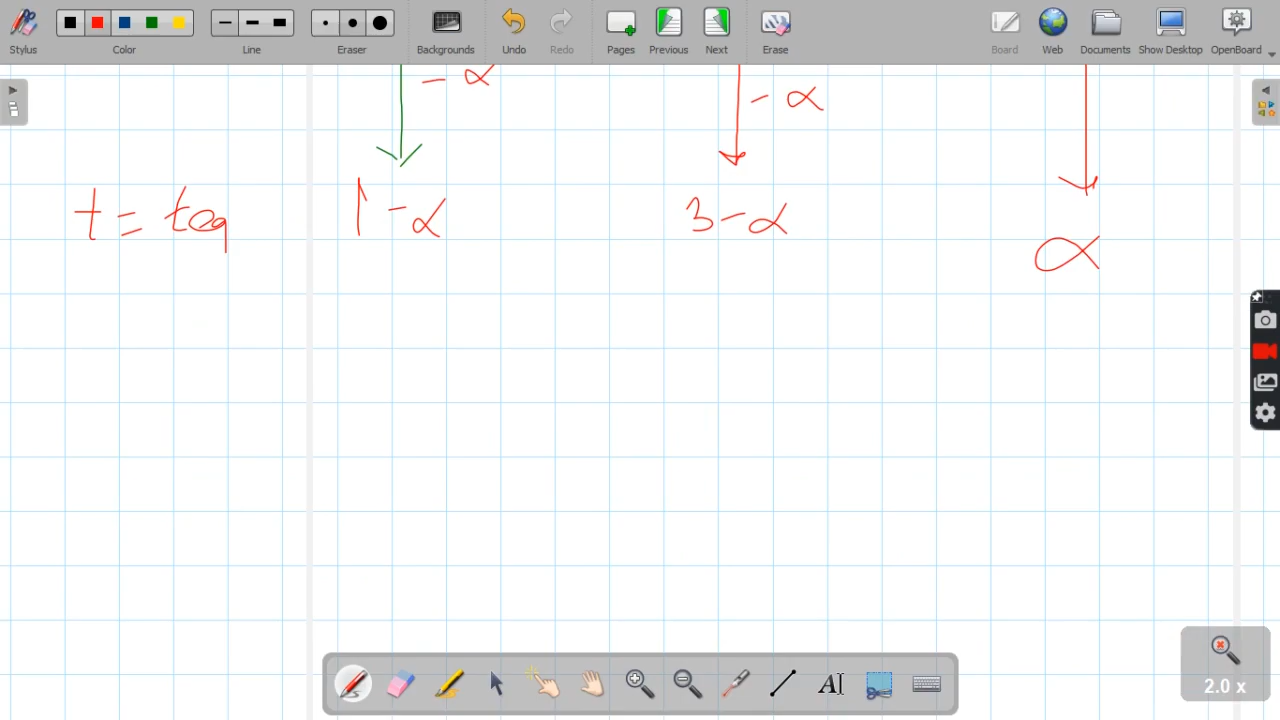 Stylus Color Line Eraser Backgrounds Undo Redo Pages Previous Next Erase Board Web Documents Show Desktop OpenBoard
- α - α
t = teq 1 - α 3 - α α
AI
2.0 x